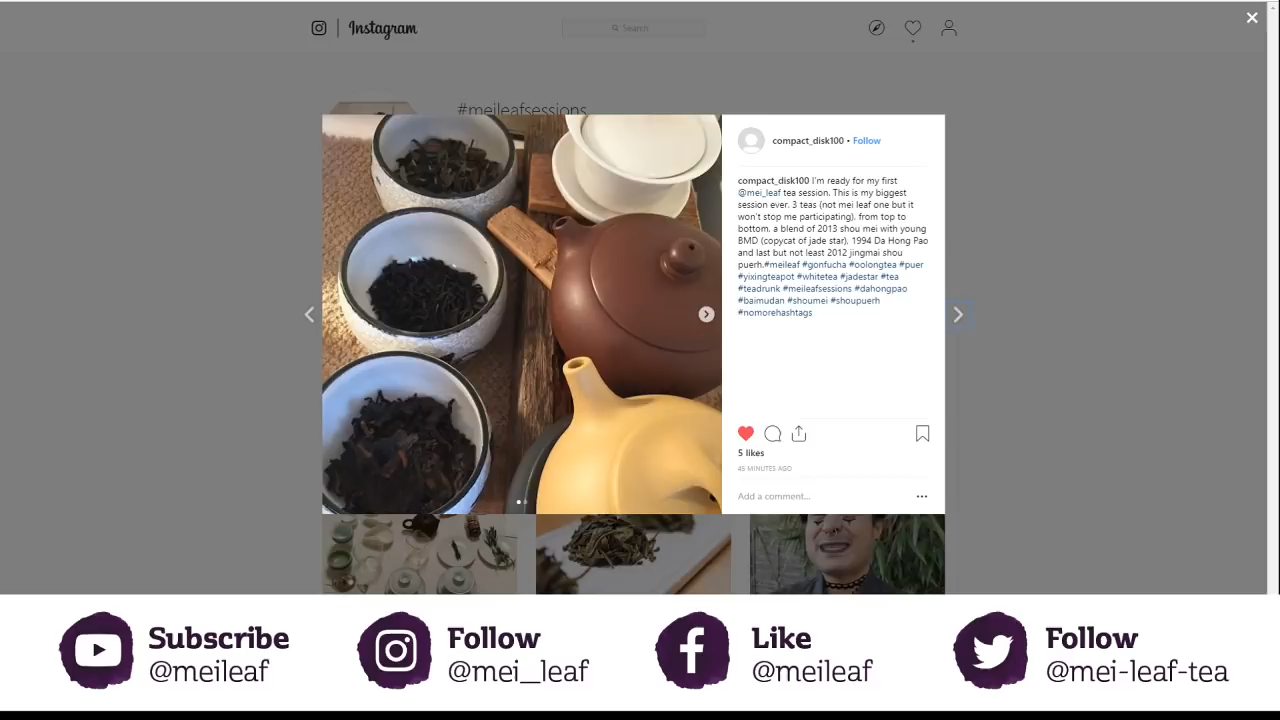 Instagram
Search
#meileafsessions
compact_disk100 • Follow
compact_disk100 I'm ready for my first
@mei_leaf tea session. This is my biggest
session ever. 3 teas (not mei leaf one but it
won't stop me participating), from top to
bottom, a blend of 2013 shou mei with young
BMD (copycat of jade star), 1994 Da Hong Pao
and last but not least 2012 jingmai shou
puerh.#meileaf #gonfucha #oolongtea #puer
#yixingteapot #whitetea #jadestar #tea
#teadrunk #meileafsessions #dahongpao
#baimudan #shoumei #shoupuerh
#nomorehashtags
5 likes
45 MINUTES AGO
Add a comment...
Subscribe
@meileaf
Follow
@mei_leaf
Like
@meileaf
Follow
@mei-leaf-tea